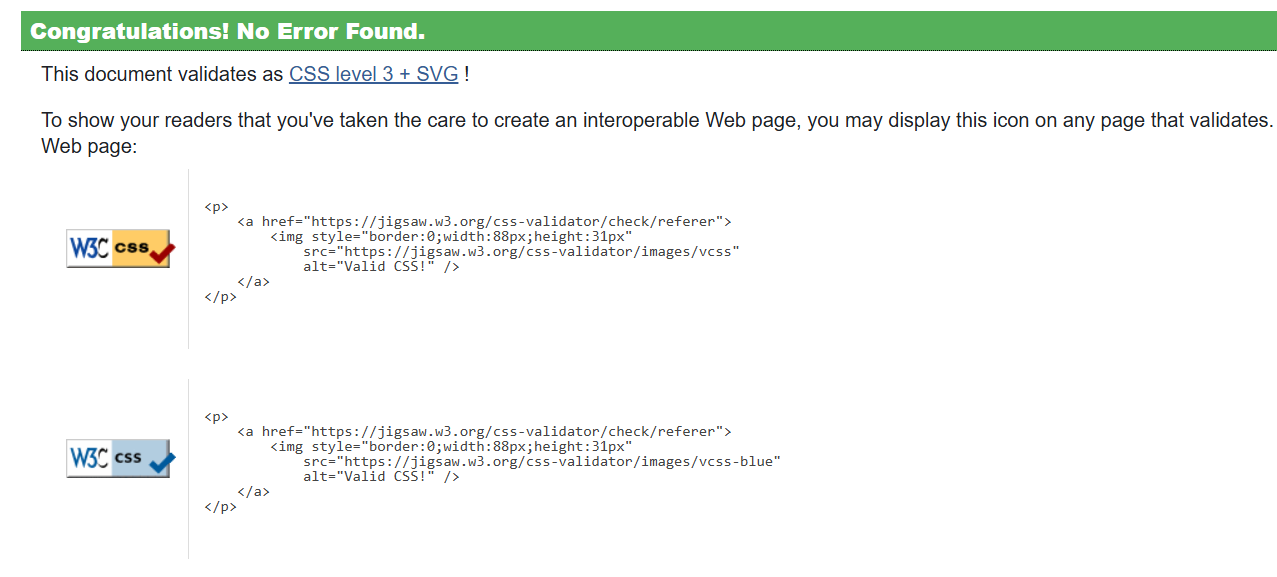 Congratulations! No Error Found.
This document validates as CSS level 3 + SVG !
To show your readers that you've taken the care to create an interoperable Web page, you may display this icon on any page that validates.
Web page:
<p>
    <a href="https://jigsaw.w3.org/css-validator/check/referer">
        <img style="border:0;width:88px;height:31px"
            src="https://jigsaw.w3.org/css-validator/images/vcss"
            alt="Valid CSS!" />
    </a>
</p>
W3C css
<p>
    <a href="https://jigsaw.w3.org/css-validator/check/referer">
        <img style="border:0;width:88px;height:31px"
            src="https://jigsaw.w3.org/css-validator/images/vcss-blue"
            alt="Valid CSS!" />
    </a>
</p>
W3C css